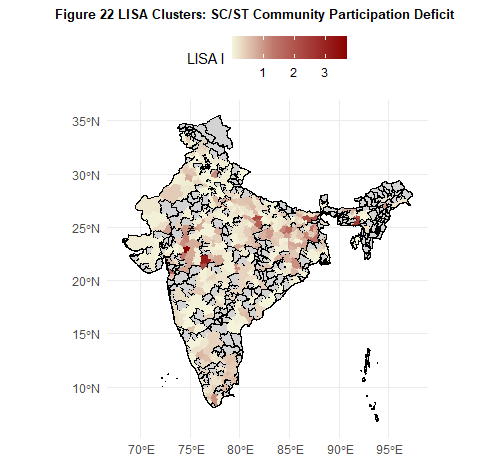 Figure 22 LISA Clusters: SC/ST Community Participation Deficit
LISA I
1 2 3
35°N
30°N
25°N
20°N
15°N
10°N
70°E 75°E 80°E 85°E 90°E 95°E